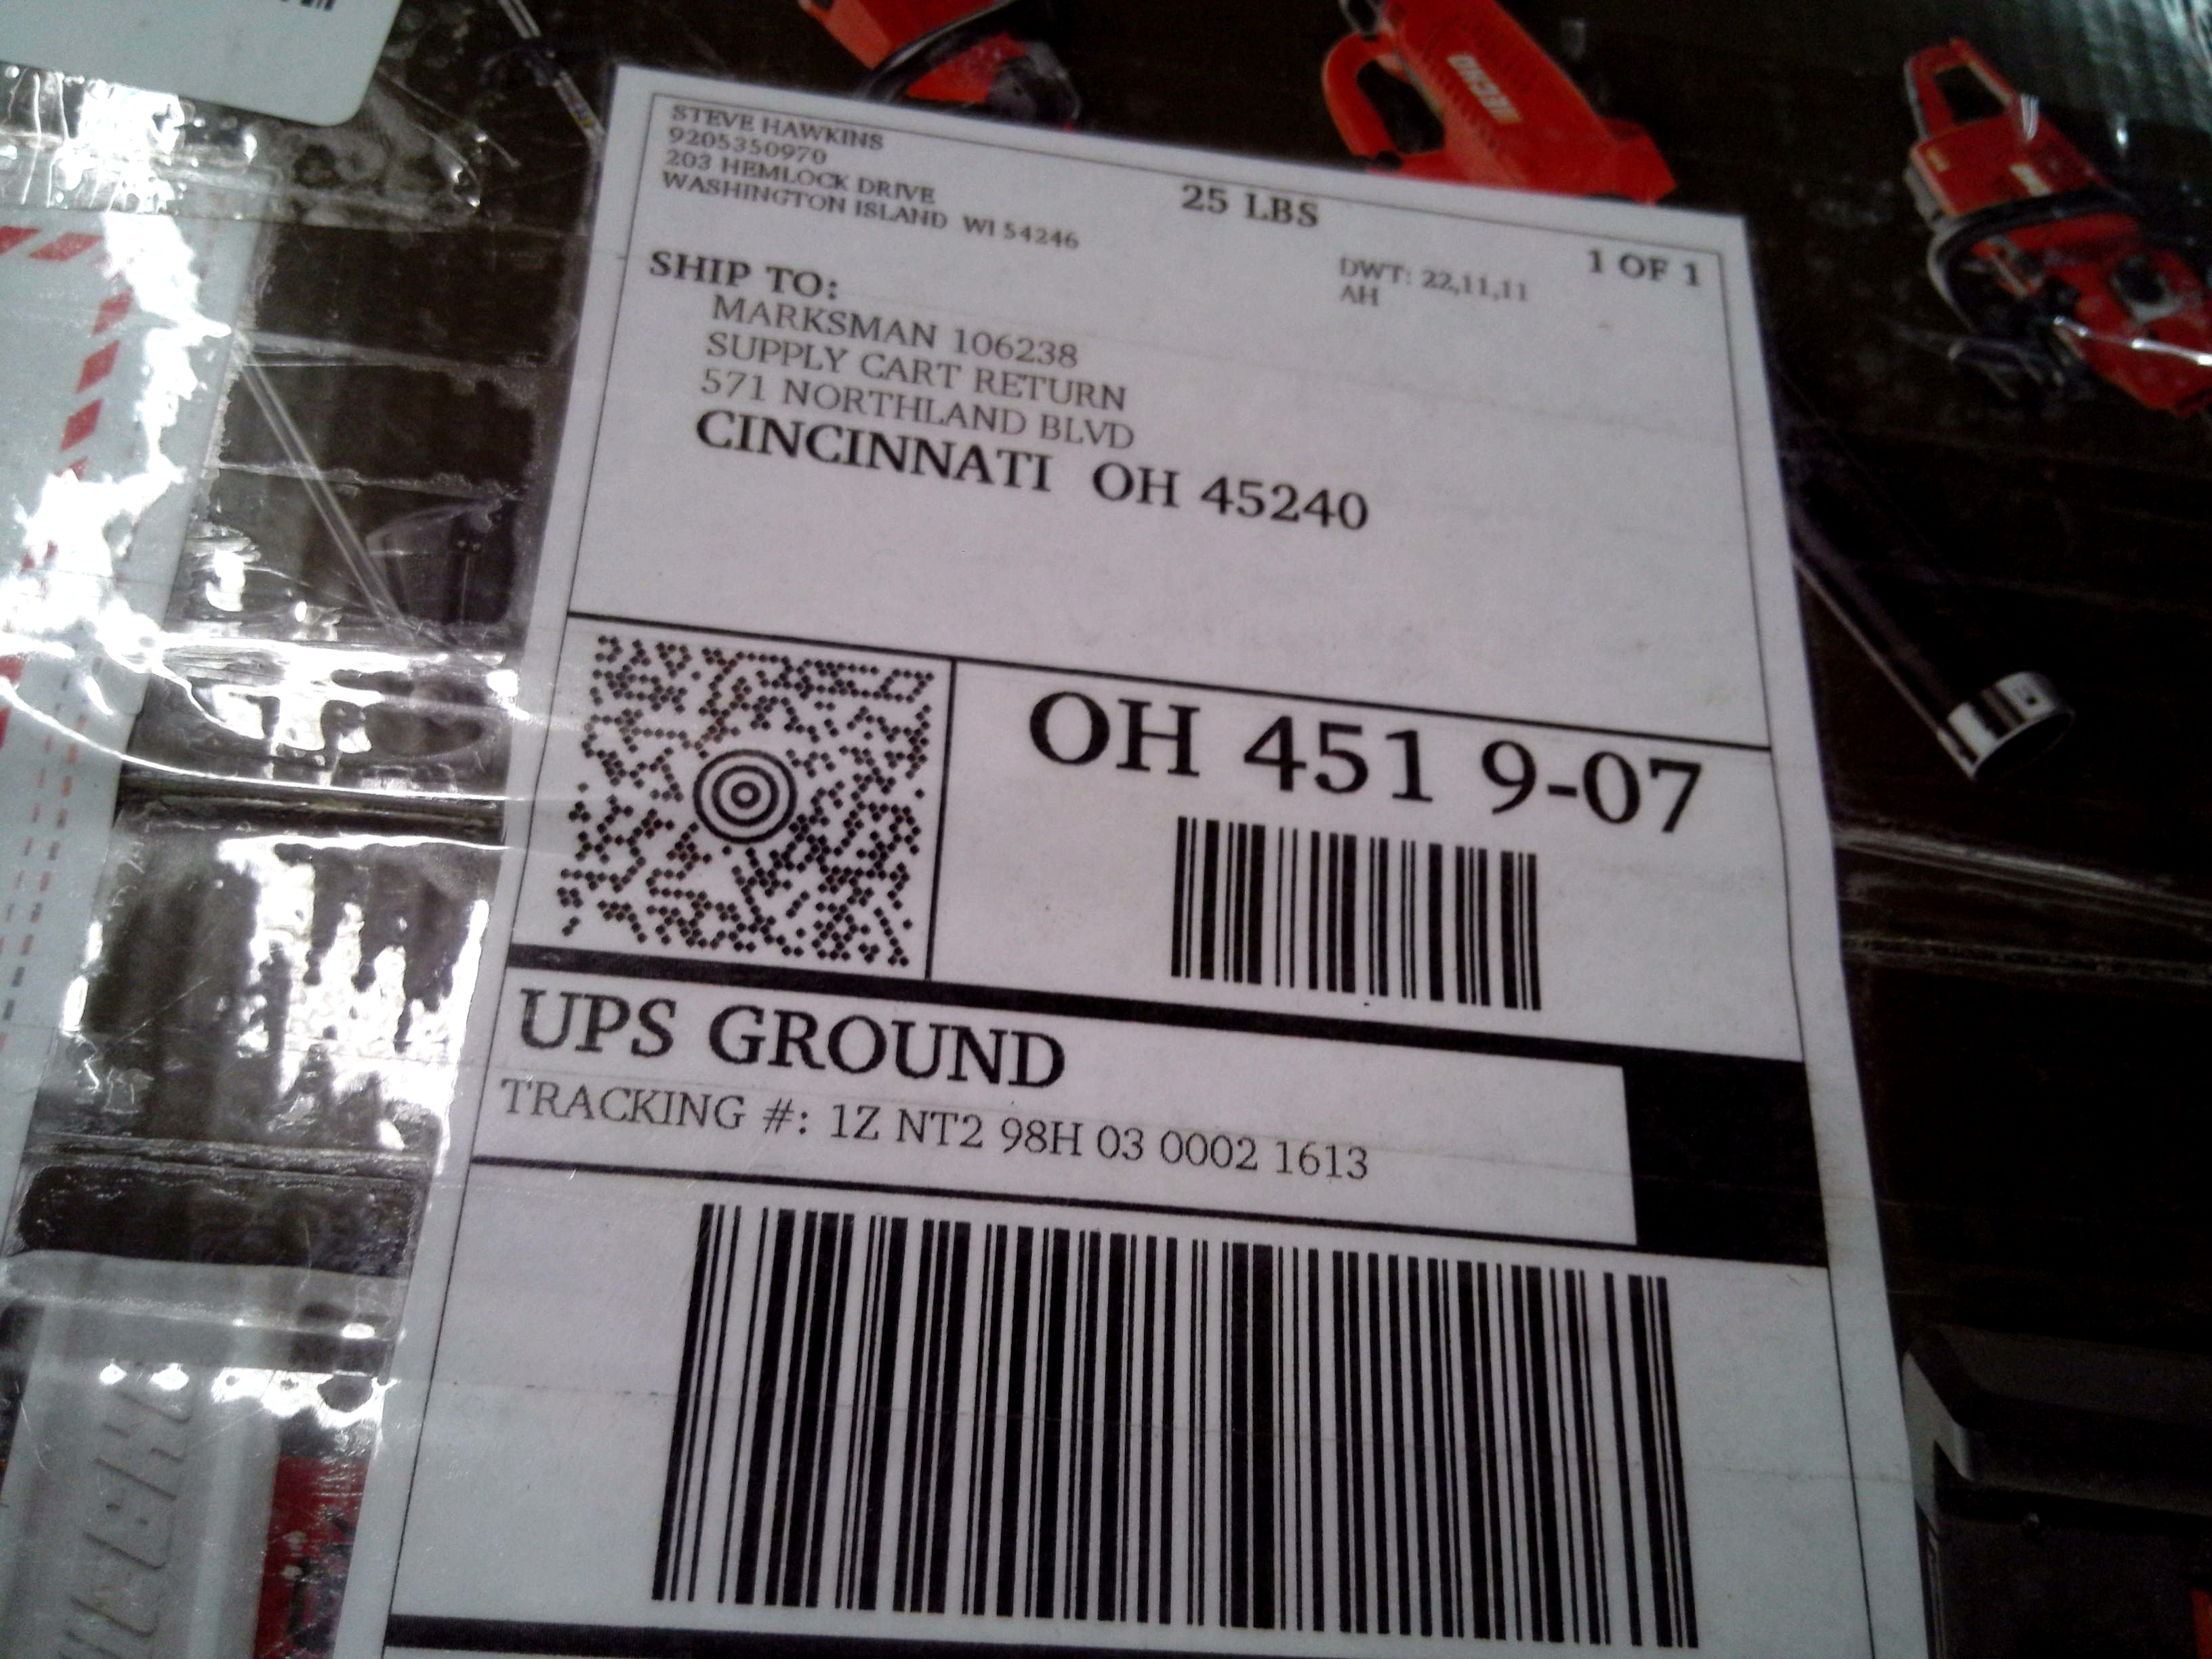 STEVE HAWKINS
9205350970
203 HEMLOCK DRIVE
WASHINGTON ISLAND WI 54246
25 LBS
1 OF 1
DWT: 22,11,11
AH
SHIP TO:
MARKSMAN 106238
SUPPLY CART RETURN
571 NORTHLAND BLVD
CINCINNATI OH 45240
OH 451 9-07
UPS GROUND
TRACKING #: 1Z NT2 98H 03 0002 1613
ECHO